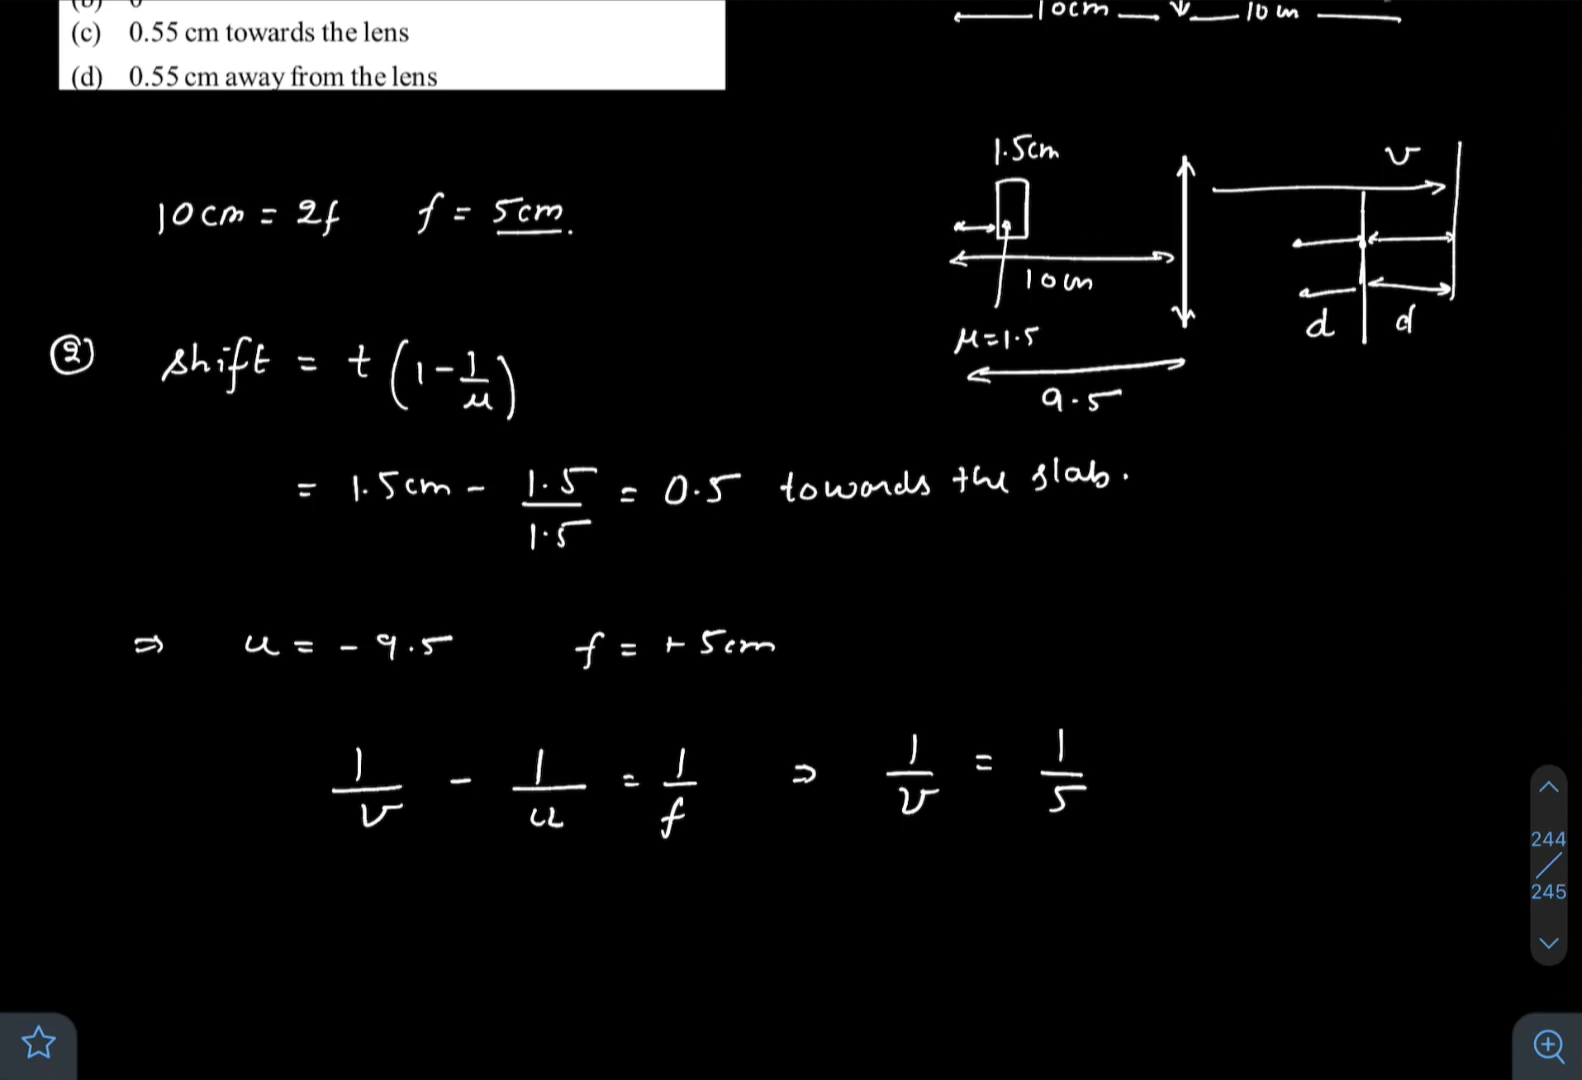 (c) 0.55 cm towards the lens
(d) 0.55 cm away from the lens
10cm 10cm
10cm = 2f f = 5cm.
1.5cm
v
10cm
μ=1.5
d d
9.5
② shift = t(1-1/μ)
= 1.5cm - 1.5/1.5 = 0.5 towards the slab.
⇒ u = -9.5 f = +5cm
1/v - 1/u = 1/f ⇒ 1/v = 1/5
244
/
245